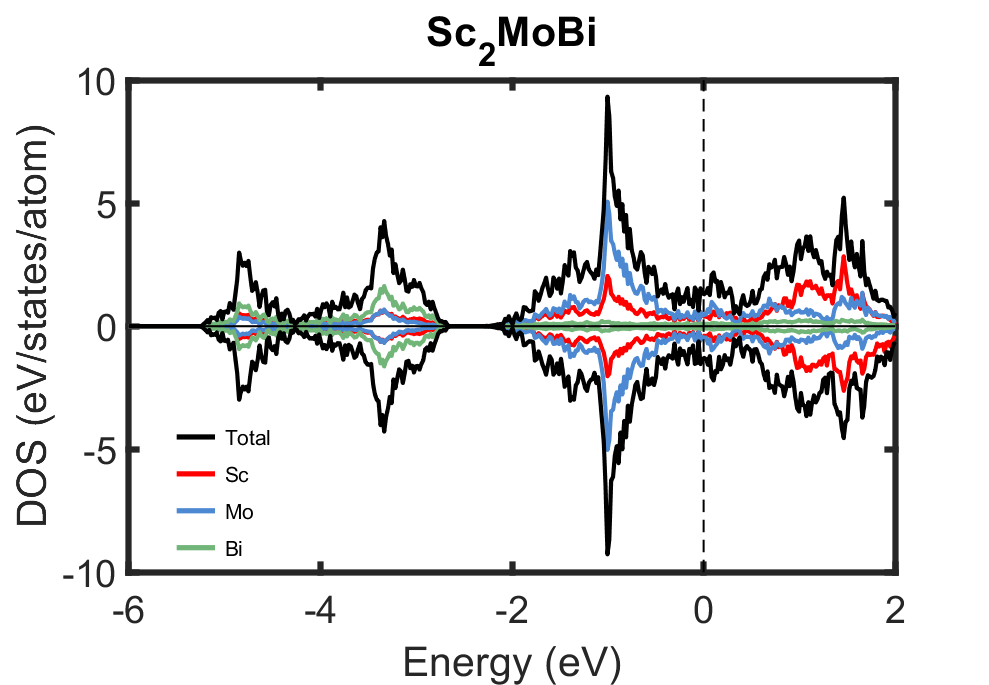 Sc2MoBi
10
5
0
-5
-10
DOS (eV/states/atom)
Total
Sc
Mo
Bi
-6 -4 -2 0 2
Energy (eV)